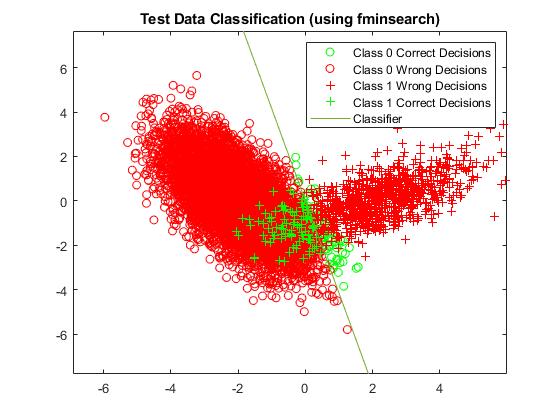 Test Data Classification (using fminsearch)
Class 0 Correct Decisions
Class 0 Wrong Decisions
Class 1 Wrong Decisions
Class 1 Correct Decisions
Classifier
6
4
2
0
-2
-4
-6
-6 -4 -2 0 2 4